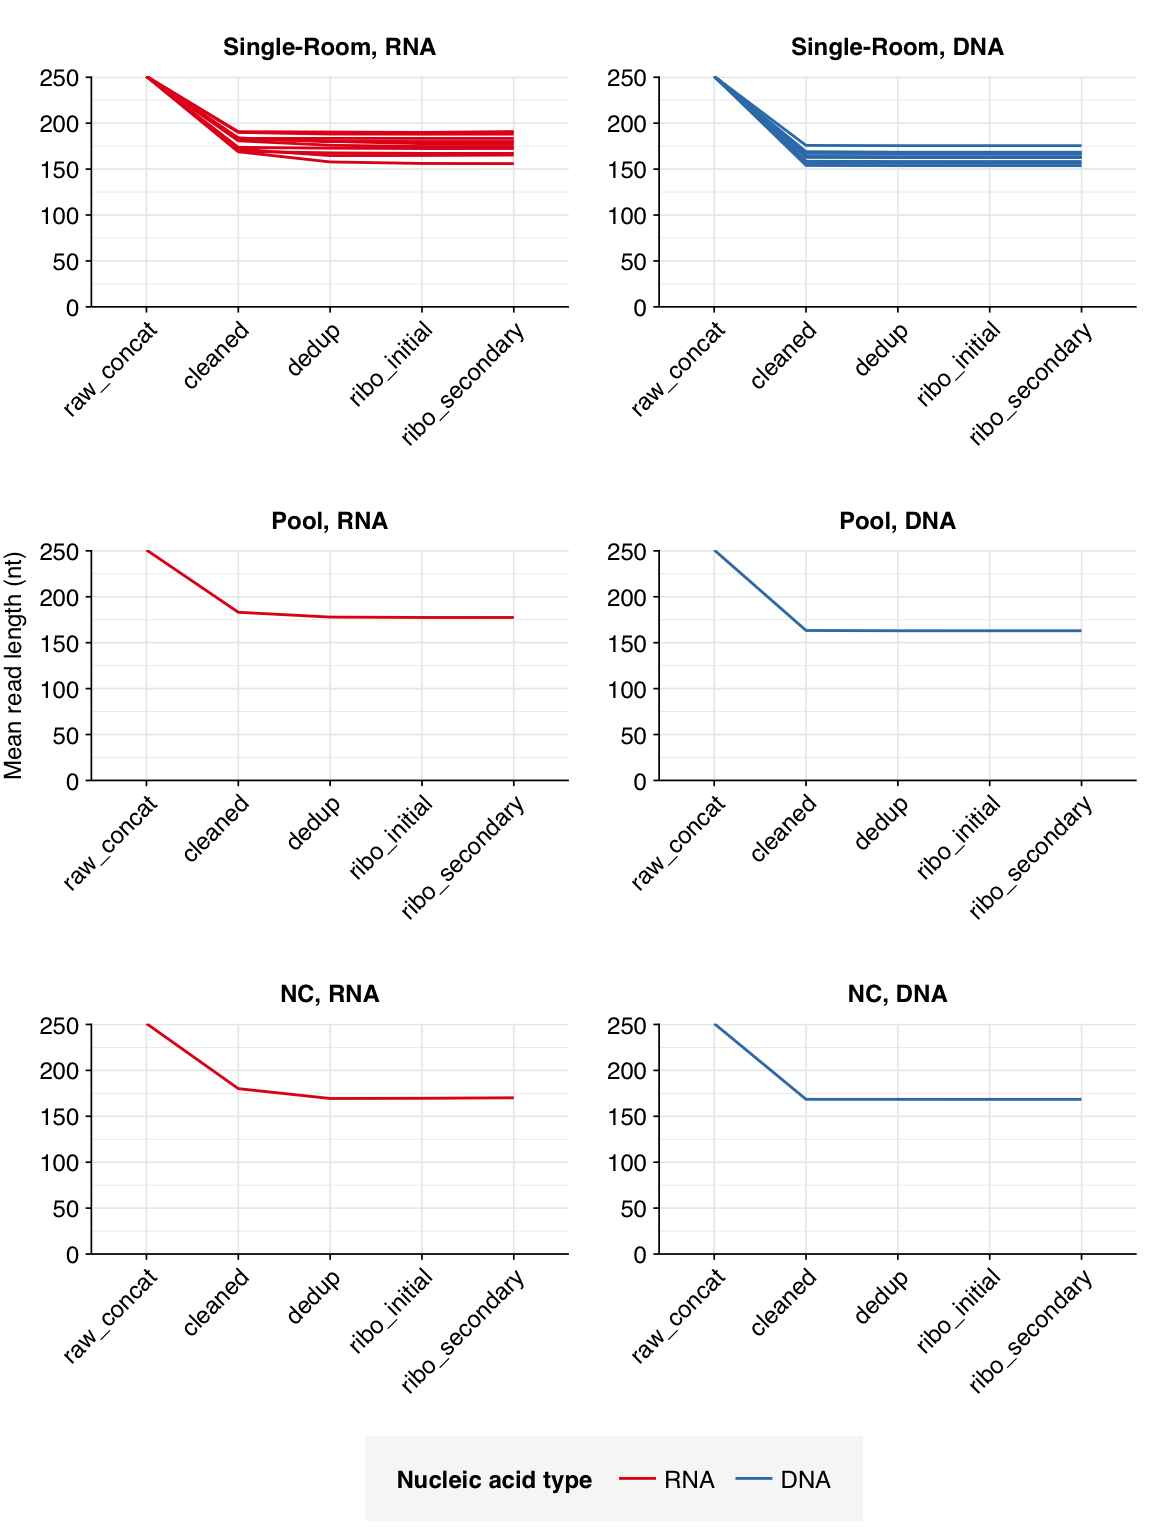 Single-Room, RNA
250
200
150
100
50
0
raw_concat
cleaned
dedup
ribo_initial
ribo_secondary
Single-Room, DNA
250
200
150
100
50
0
raw_concat
cleaned
dedup
ribo_initial
ribo_secondary
Mean read length (nt)
Pool, RNA
250
200
150
100
50
0
raw_concat
cleaned
dedup
ribo_initial
ribo_secondary
Pool, DNA
250
200
150
100
50
0
raw_concat
cleaned
dedup
ribo_initial
ribo_secondary
NC, RNA
250
200
150
100
50
0
raw_concat
cleaned
dedup
ribo_initial
ribo_secondary
NC, DNA
250
200
150
100
50
0
raw_concat
cleaned
dedup
ribo_initial
ribo_secondary
Nucleic acid type RNA DNA